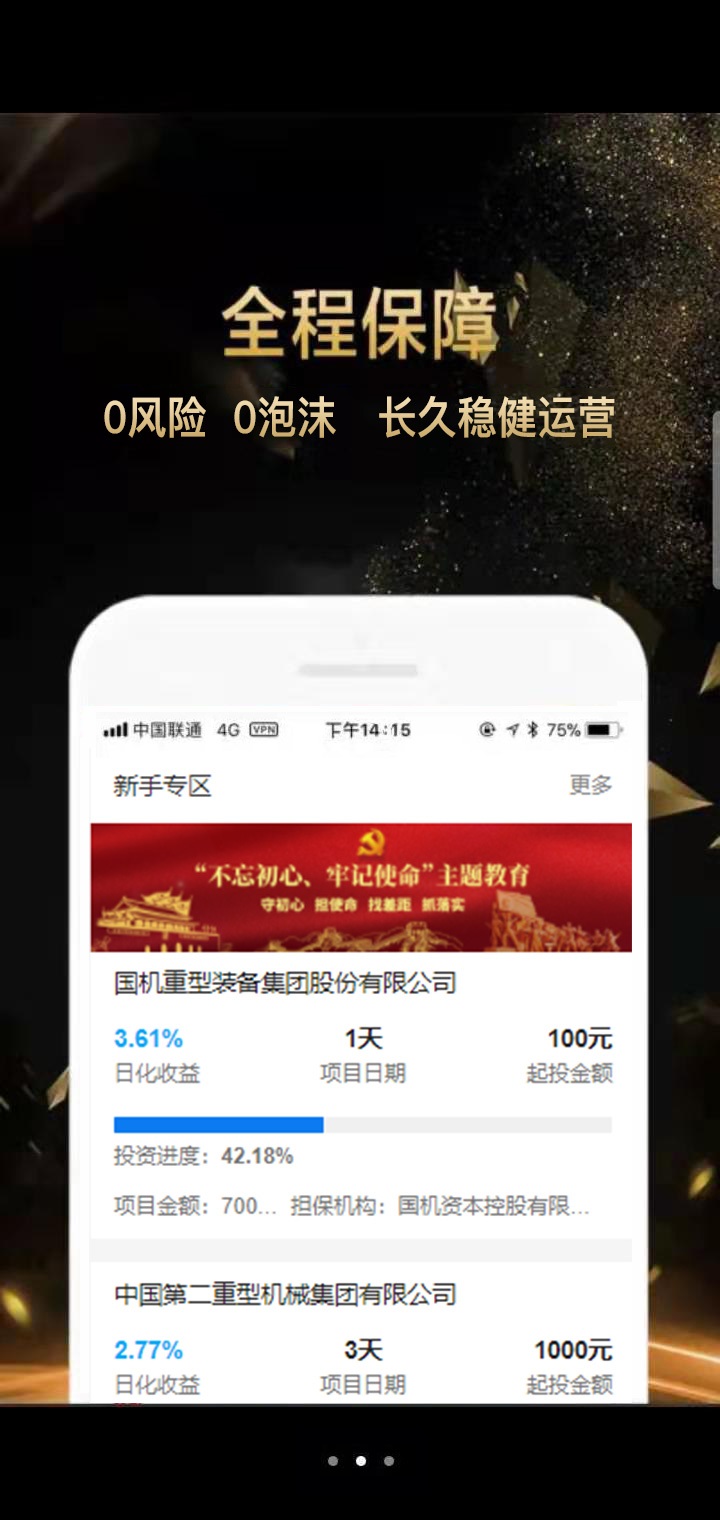 全程保障
0风险 0泡沫 长久稳健运营
中国联通 4G VPN 下午14:15 75%
新手专区 更多
“不忘初心、牢记使命”主题教育
守初心 担使命 找差距 抓落实
国机重型装备集团股份有限公司
3.61% 1天 100元
日化收益 项目日期 起投金额
投资进度：42.18%
项目金额：700... 担保机构：国机资本控股有限...
中国第二重型机械集团有限公司
2.77% 3天 1000元
日化收益 项目日期 起投金额